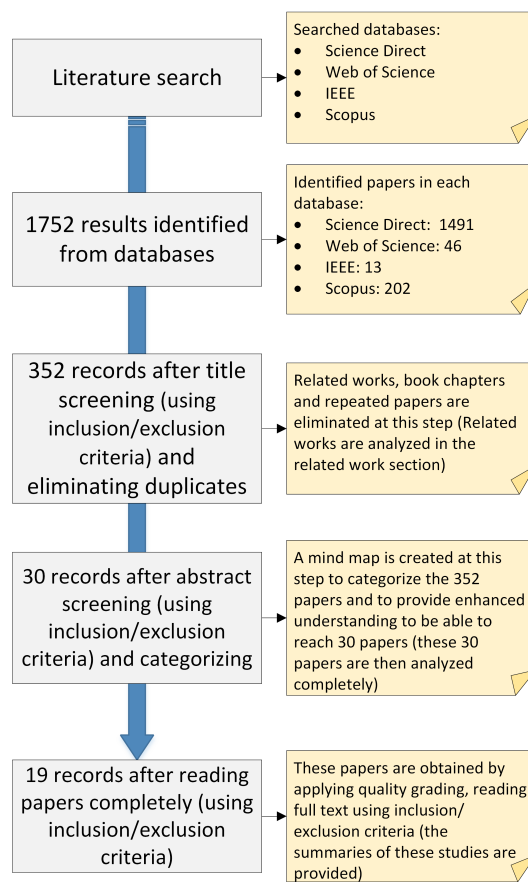 Literature search
Searched databases:
● Science Direct
● Web of Science
● IEEE
● Scopus
1752 results identified
from databases
Identified papers in each
database:
● Science Direct: 1491
● Web of Science: 46
● IEEE: 13
● Scopus: 202
352 records after title
screening (using
inclusion/exclusion
criteria) and
eliminating duplicates
Related works, book chapters
and repeated papers are
eliminated at this step (Related
works are analyzed in the
related work section)
30 records after abstract
screening (using
inclusion/exclusion
criteria) and categorizing
A mind map is created at this
step to categorize the 352
papers and to provide enhanced
understanding to be able to
reach 30 papers (these 30
papers are then analyzed
completely)
19 records after reading
papers completely (using
inclusion/exclusion
criteria)
These papers are obtained by
applying quality grading, reading
full text using inclusion/
exclusion criteria (the
summaries of these studies are
provided)